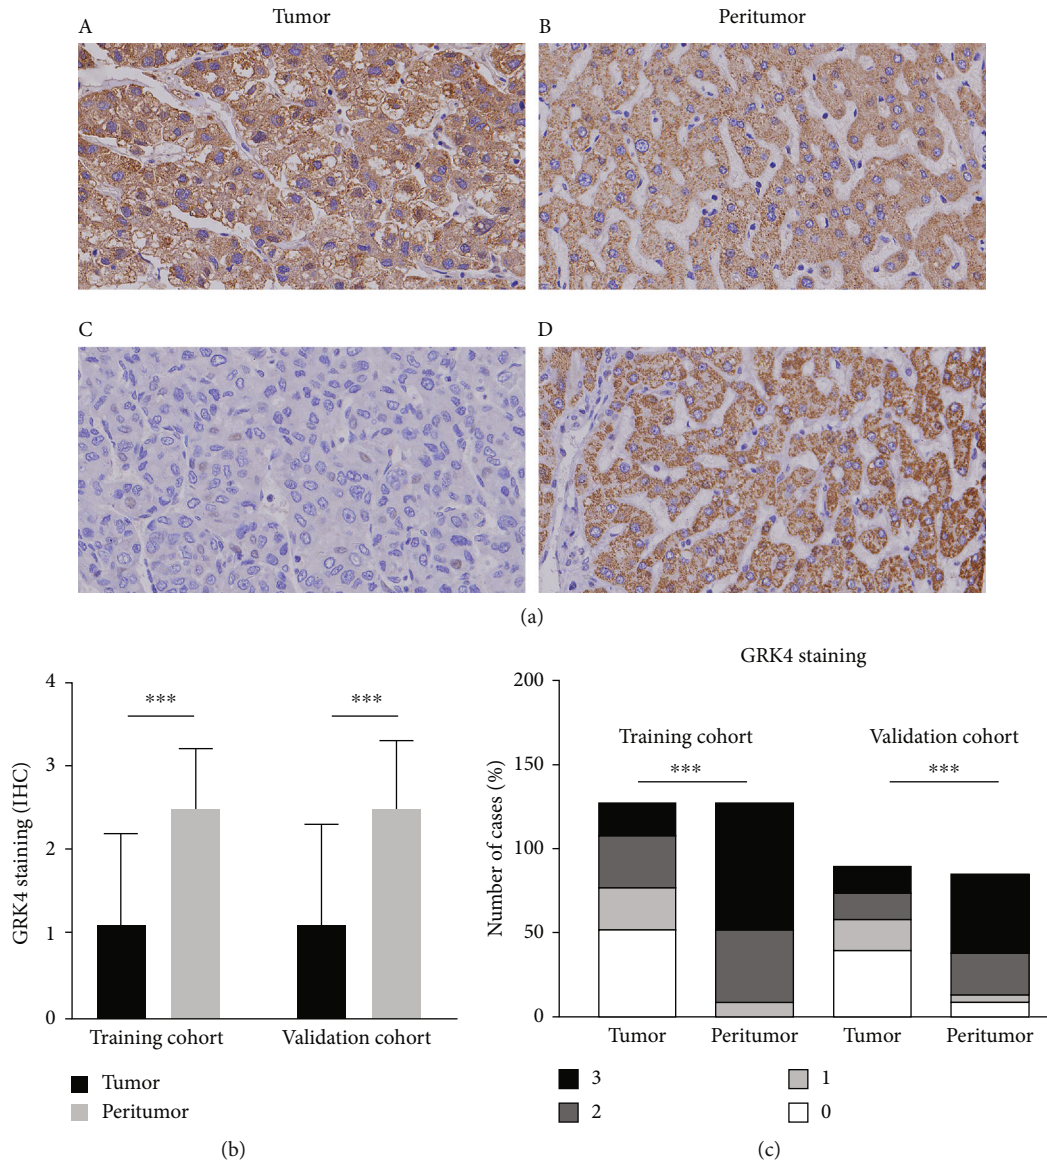 Tumor
Peritumor
A
B
C
D
(a)
4
3
2
1
0
GRK4 staining (IHC)
***
***
Training cohort
Validation cohort
Tumor
Peritumor
(b)
GRK4 staining
200
150
100
50
0
Number of cases (%)
Training cohort
Validation cohort
***
***
Tumor
Peritumor
Tumor
Peritumor
3
1
2
0
(c)